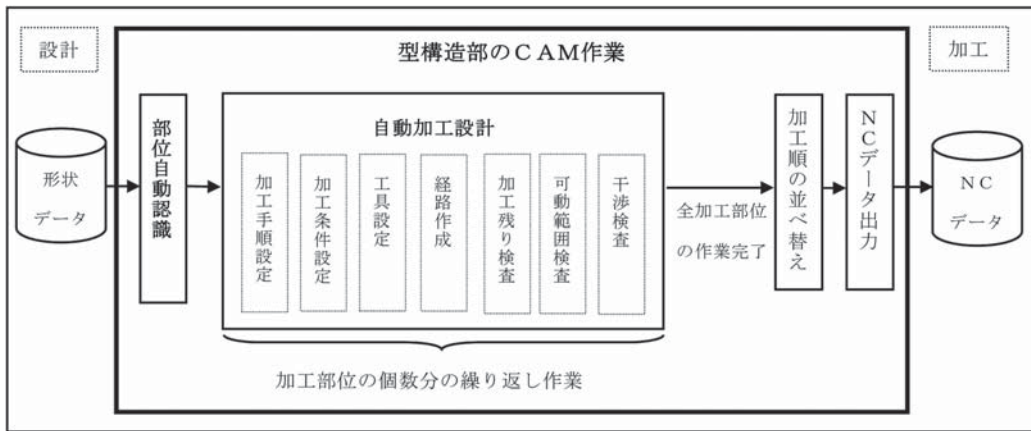 設計
型構造部のCAM作業
加工
形状
データ
部位自動認識
自動加工設計
加工手順設定
加工条件設定
工具設定
経路作成
加工残り検査
可動範囲検査
干渉検査
全加工部位
の作業完了
加工順の並べ替え
NCデータ出力
NC
データ
加工部位の個数分の繰り返し作業